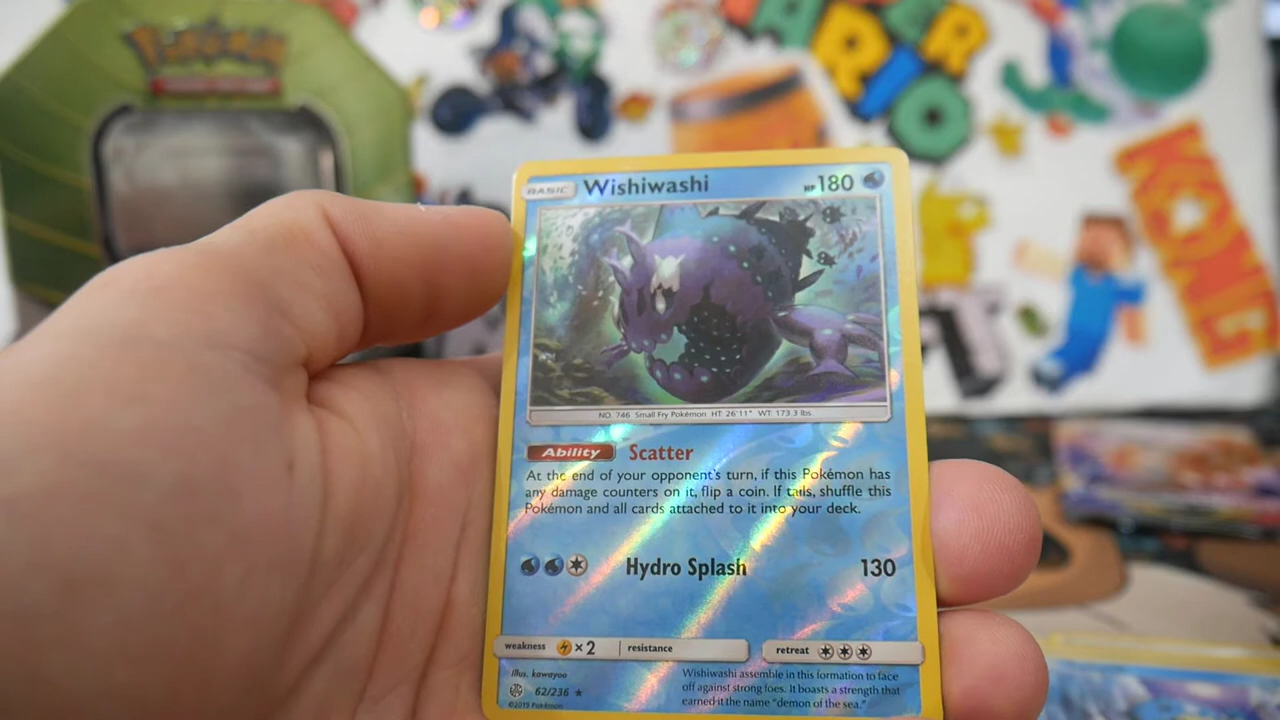 Pokémon
MARIO
KONG
BASIC Wishiwashi HP 180
NO. 746 Small Fry Pokémon HT: 26'11" WT: 173.3 lbs.
Ability Scatter
At the end of your opponent's turn, if this Pokémon has
any damage counters on it, flip a coin. If tails, shuffle this
Pokémon and all cards attached to it into your deck.
Hydro Splash 130
weakness ×2 resistance retreat
Illus. kawayoo
62/236 ★
©2019 Pokémon
Wishiwashi assemble in this formation to face
off against strong foes. It boasts a strength that
earned it the name "demon of the sea."